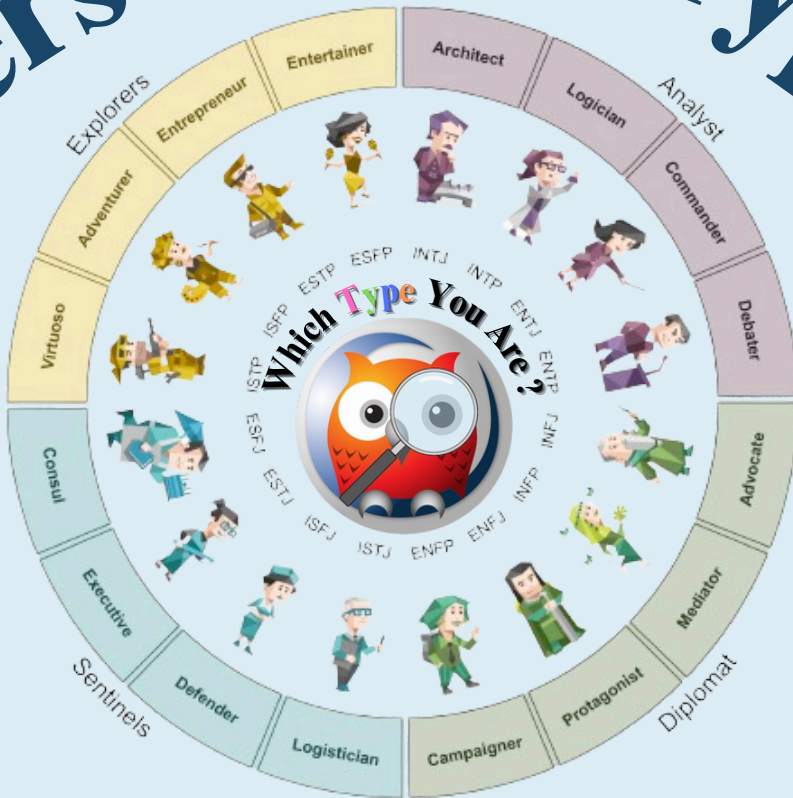 ers
y
Explorers
Analyst
Diplomat
Sentinels
Architect
Logician
Commander
Debater
Advocate
Mediator
Protagonist
Campaigner
Logistician
Defender
Executive
Consul
Virtuoso
Adventurer
Entrepreneur
Entertainer
INTJ
INTP
ENTJ
ENTP
INFJ
INFP
ENFJ
ENFP
ISTJ
ISFJ
ESTJ
ESFJ
ISTP
ISFP
ESTP
ESFP
Which Type You Are ?